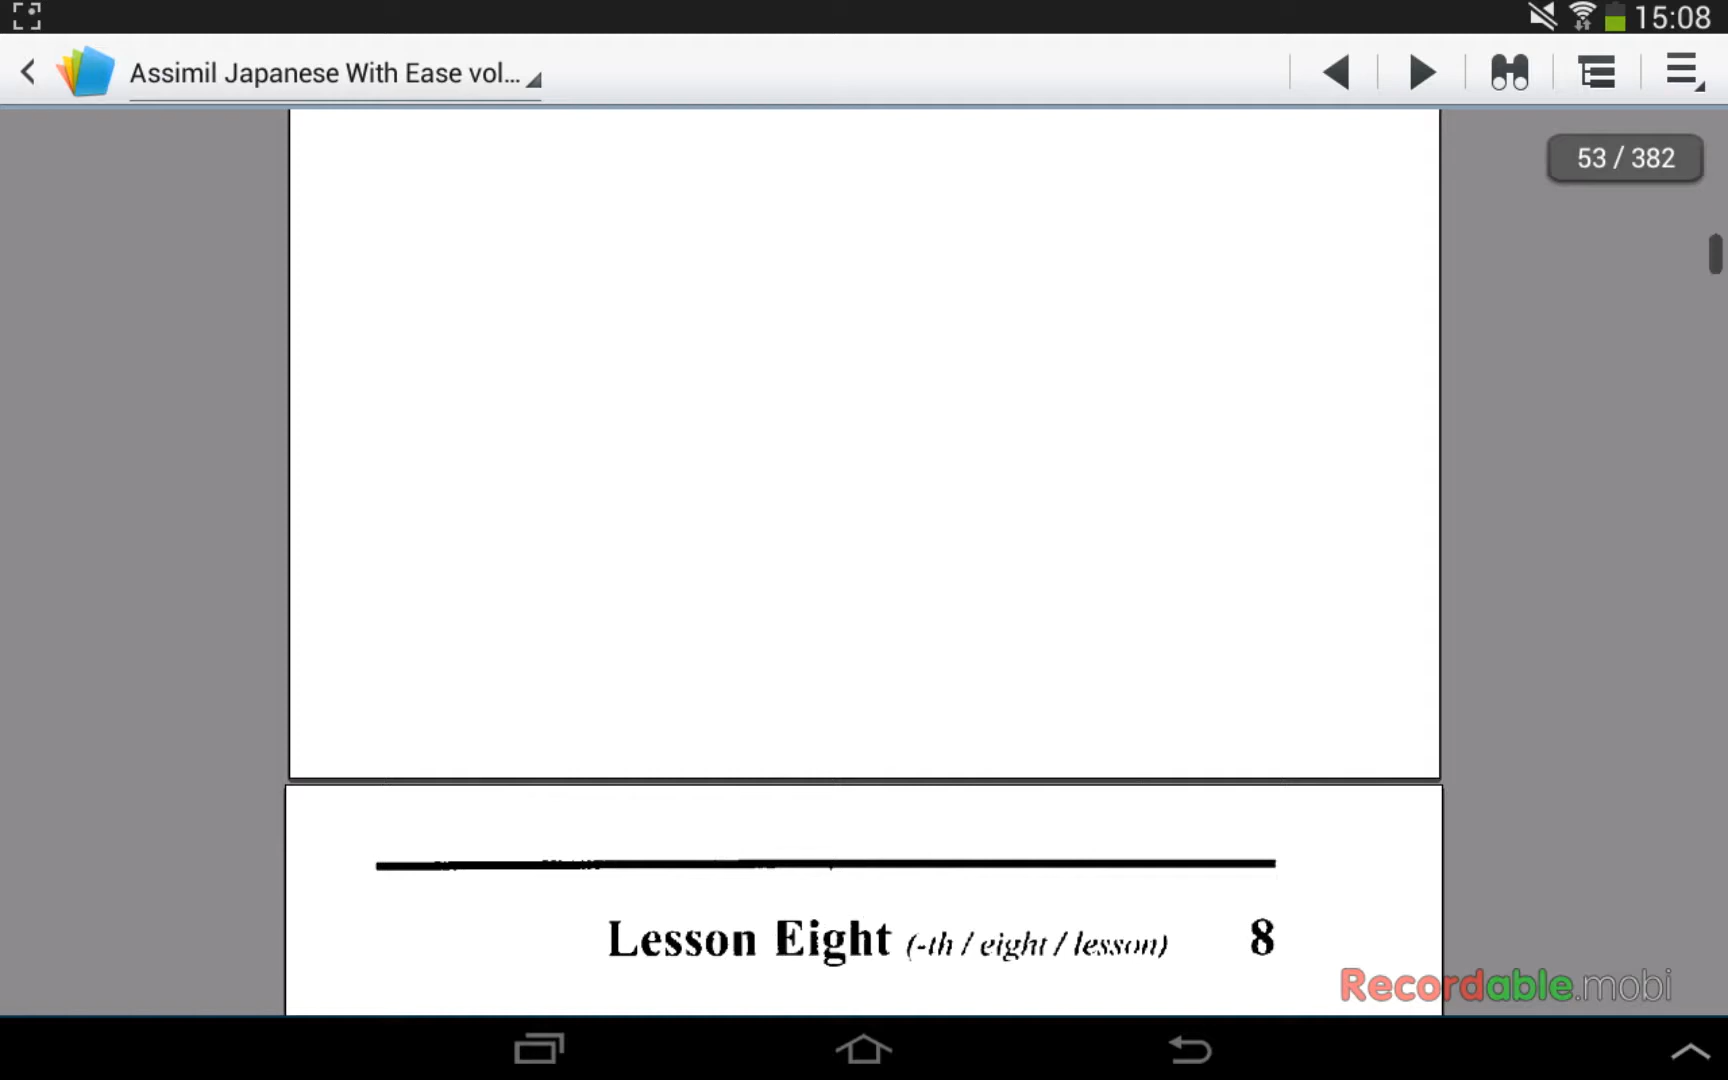 15:08
Assimil Japanese With Ease vol...
53 / 382
Lesson Eight (-th / eight / lesson) 8
Recordable.mobi